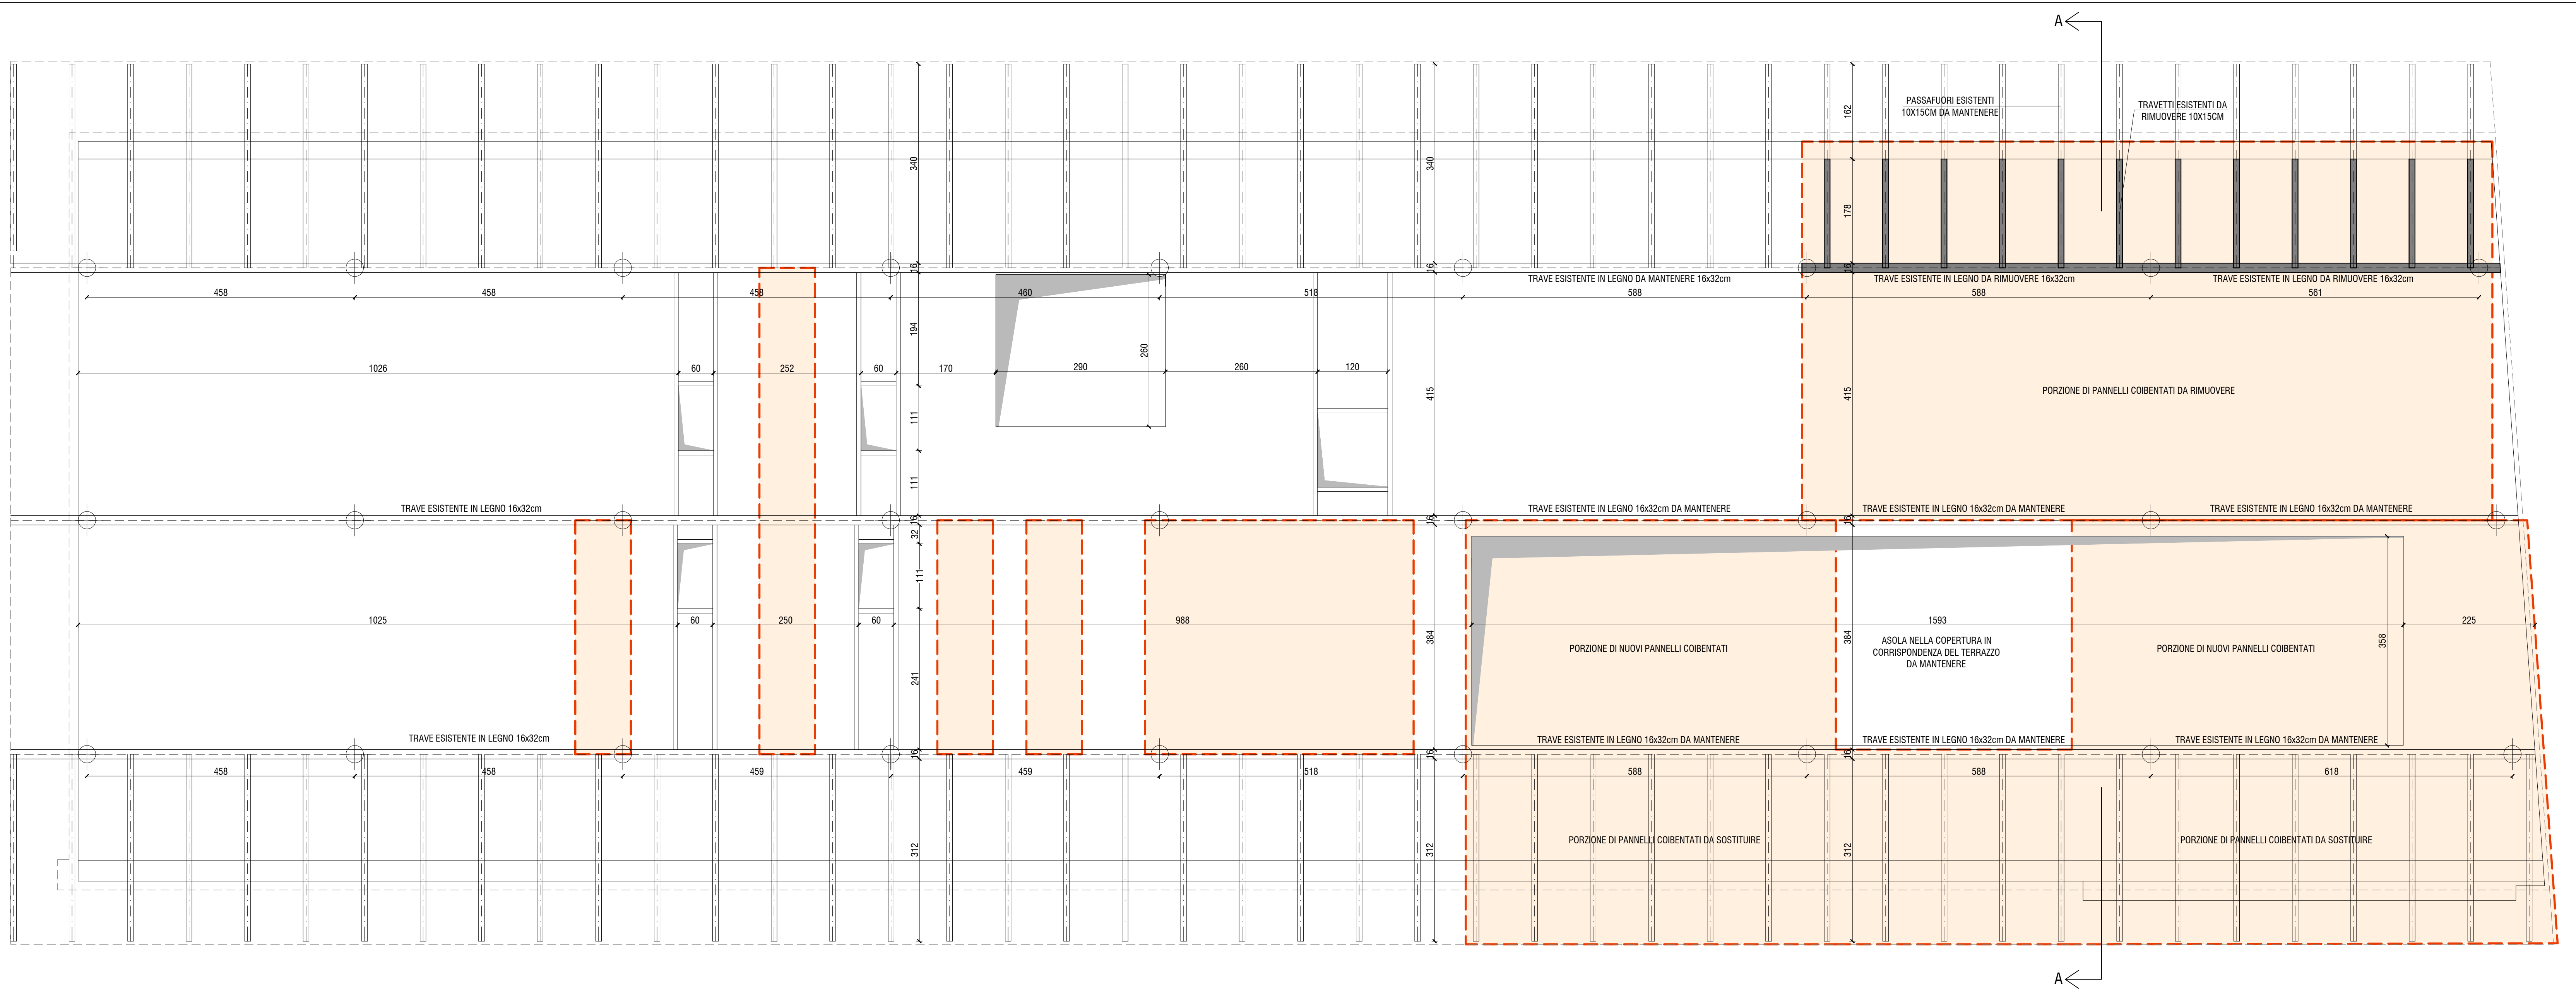 A
PASSAFUORI ESISTENTI
10X15CM DA MANTENERE
TRAVETTI ESISTENTI DA
RIMUOVERE 10X15CM
162
340
340
178
16
16
16
TRAVE ESISTENTE IN LEGNO DA MANTENERE 16x32cm
TRAVE ESISTENTE IN LEGNO DA RIMUOVERE 16x32cm
TRAVE ESISTENTE IN LEGNO DA RIMUOVERE 16x32cm
458
458
458
460
518
588
588
561
194
260
1026
60
252
60
170
290
260
120
415
415
PORZIONE DI PANNELLI COIBENTATI DA RIMUOVERE
111
111
TRAVE ESISTENTE IN LEGNO 16x32cm
TRAVE ESISTENTE IN LEGNO 16x32cm DA MANTENERE
TRAVE ESISTENTE IN LEGNO 16x32cm DA MANTENERE
TRAVE ESISTENTE IN LEGNO 16x32cm DA MANTENERE
16
16
16
32
111
1025
60
250
60
988
1593
225
384
384
358
ASOLA NELLA COPERTURA IN
CORRISPONDENZA DEL TERRAZZO
DA MANTENERE
PORZIONE DI NUOVI PANNELLI COIBENTATI
PORZIONE DI NUOVI PANNELLI COIBENTATI
241
TRAVE ESISTENTE IN LEGNO 16x32cm
TRAVE ESISTENTE IN LEGNO 16x32cm DA MANTENERE
TRAVE ESISTENTE IN LEGNO 16x32cm DA MANTENERE
TRAVE ESISTENTE IN LEGNO 16x32cm DA MANTENERE
16
16
16
458
458
459
459
518
588
588
618
312
312
312
PORZIONE DI PANNELLI COIBENTATI DA SOSTITUIRE
PORZIONE DI PANNELLI COIBENTATI DA SOSTITUIRE
A